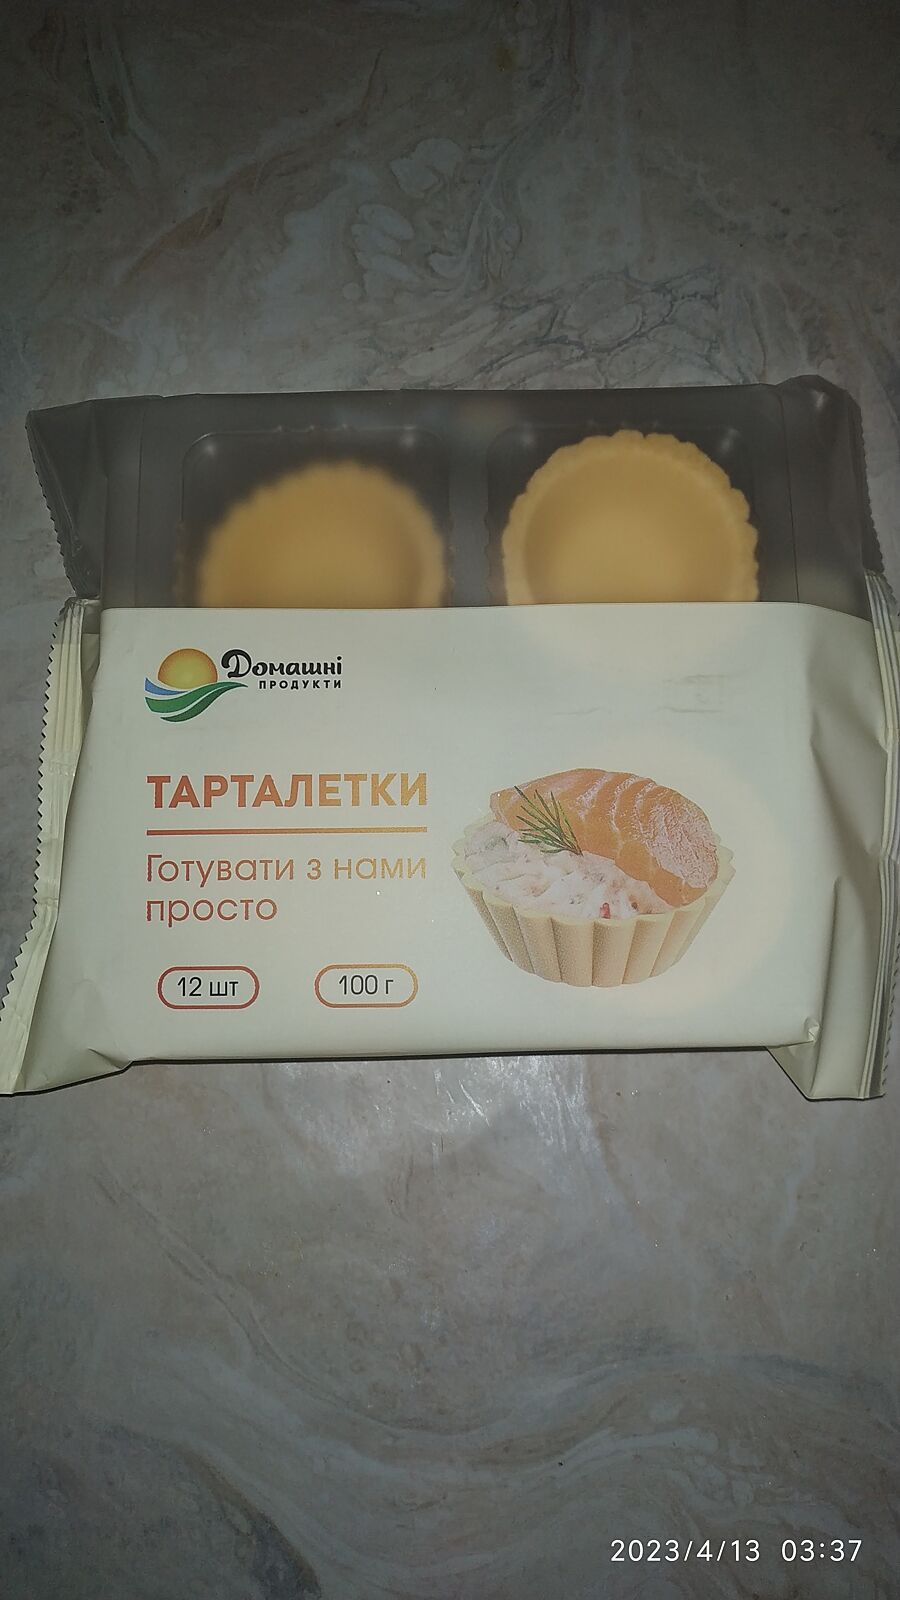 Домашні
ПРОДУКТИ
ТАРТАЛЕТКИ
Готувати з нами
просто
12 шт
100 г
2023/4/13 03:37